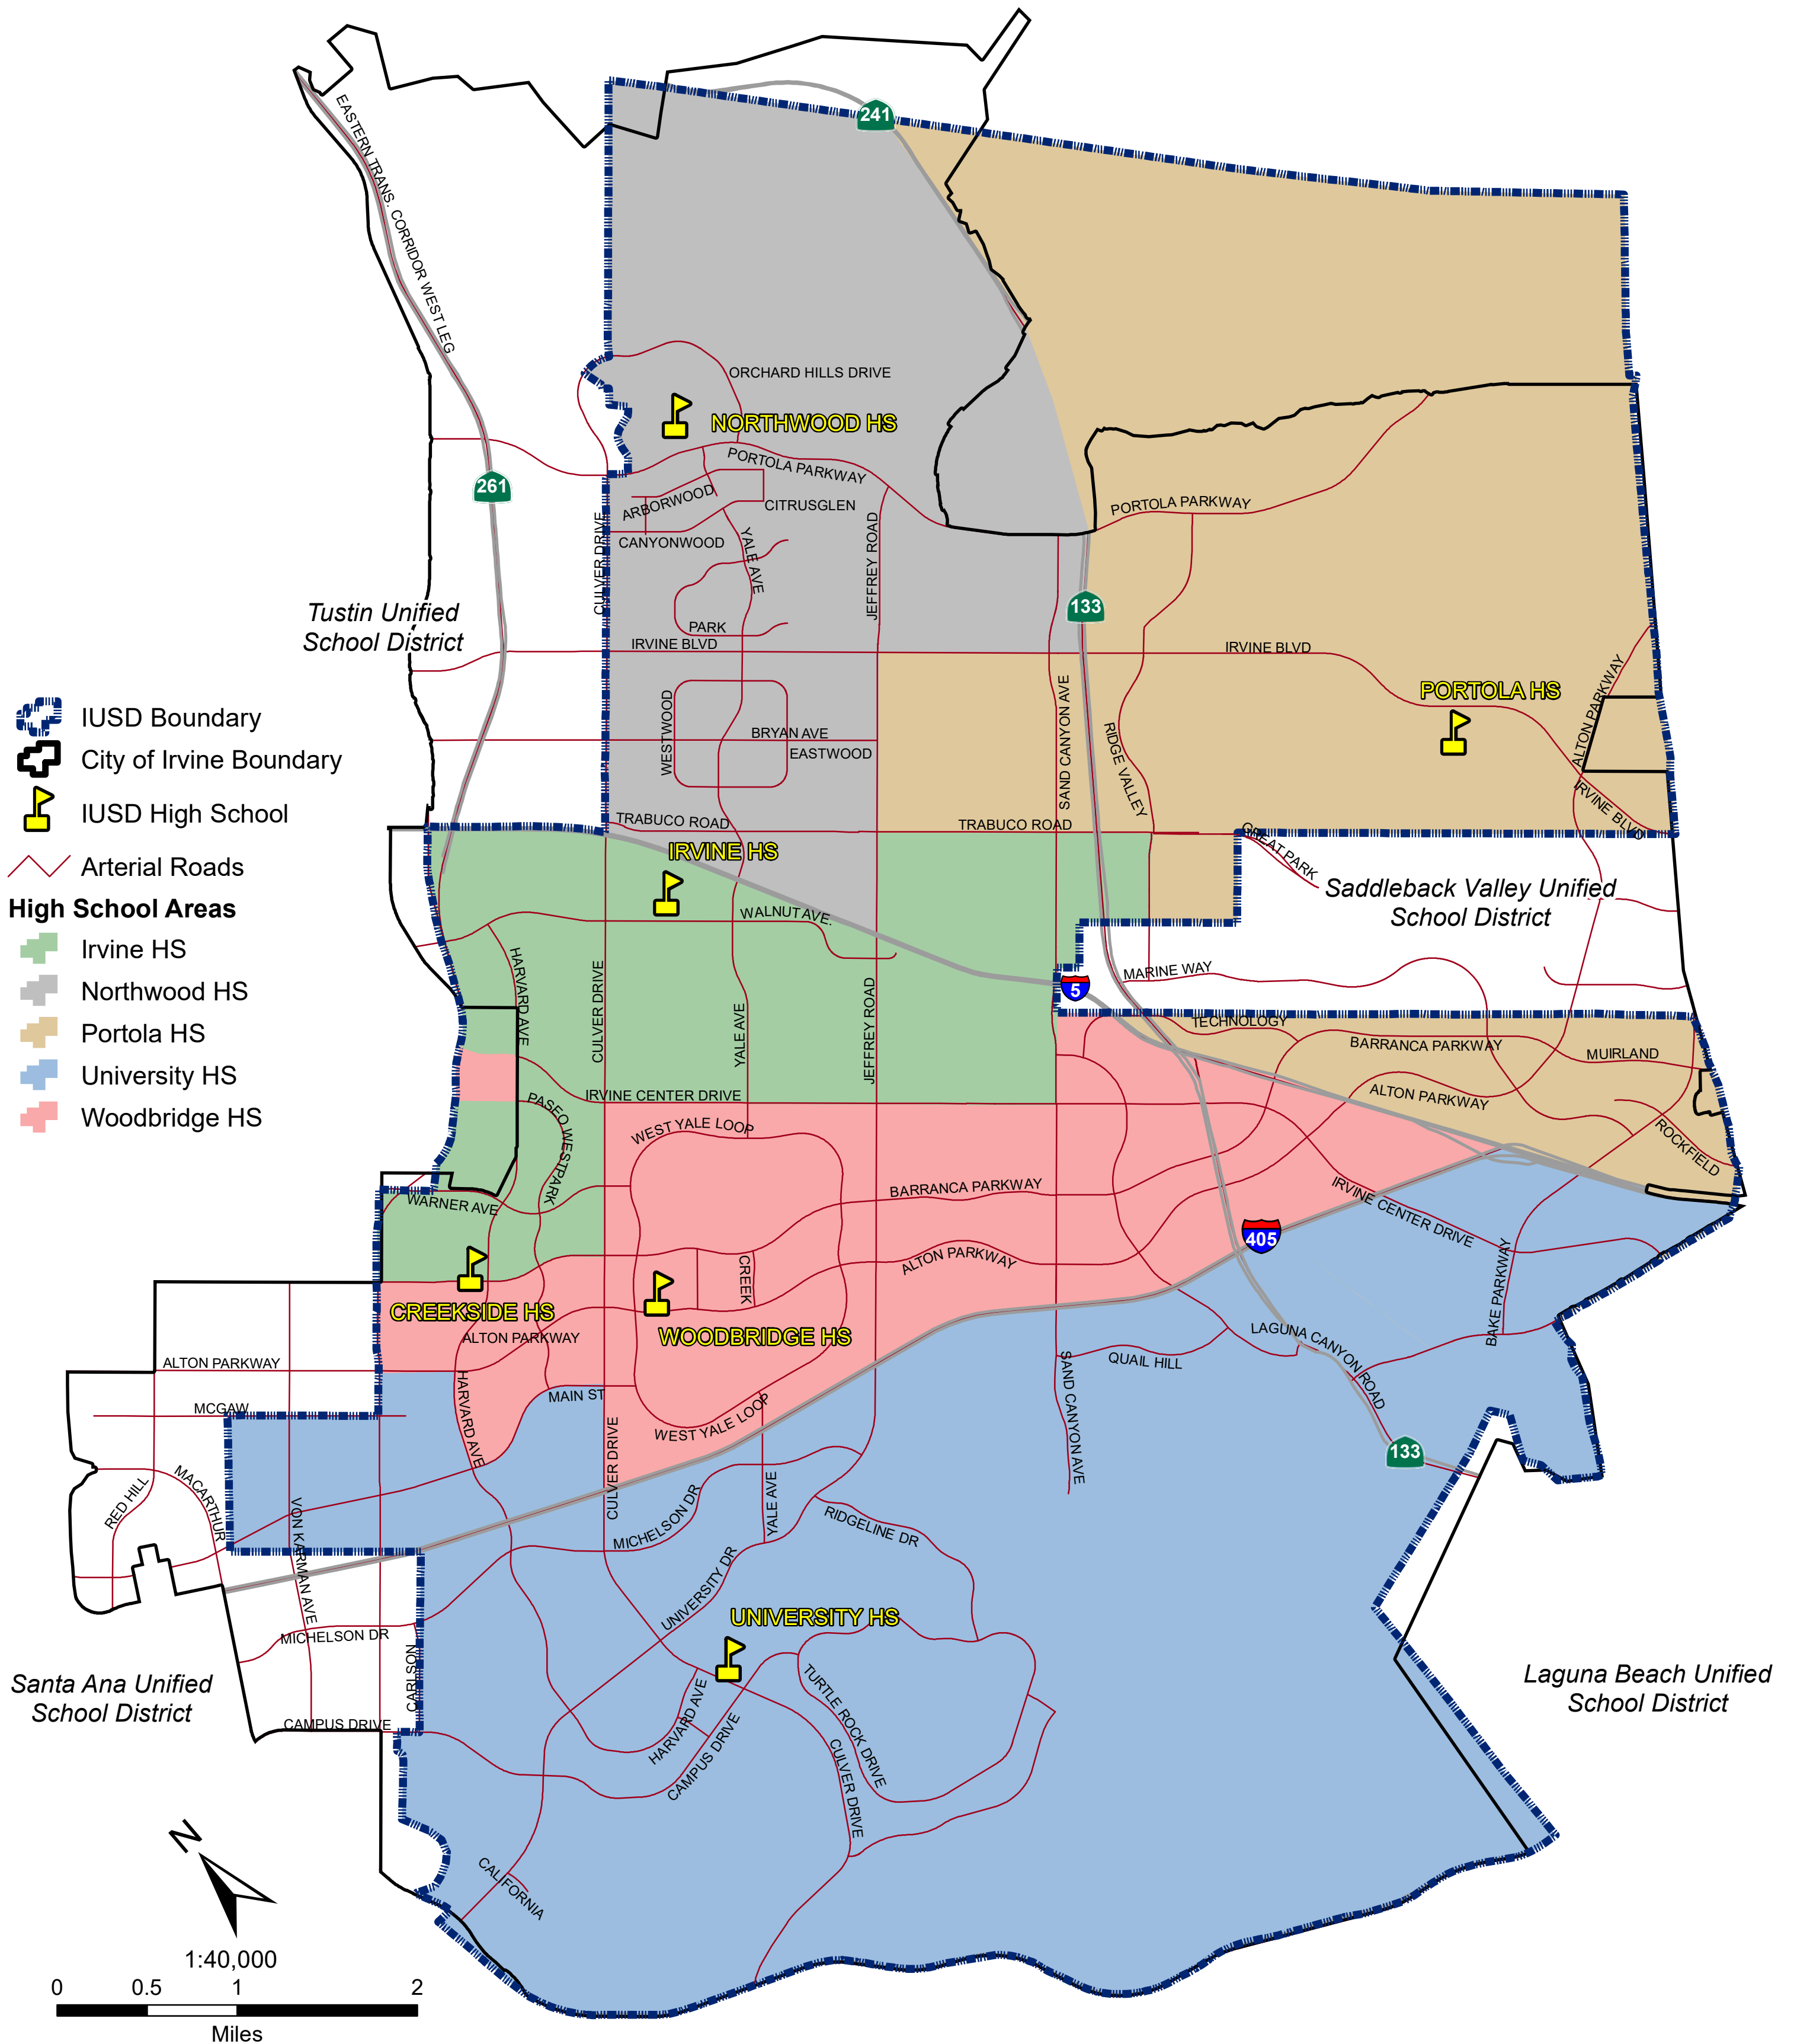 241
EASTERN TRANS. CORRIDOR WEST LEG
ORCHARD HILLS DRIVE
NORTHWOOD HS
PORTOLA PARKWAY
261
ARBORWOOD
CITRUSGLEN
PORTOLA PARKWAY
CULVER DRIVE
CANYONWOOD
YALE AVE
JEFFREY ROAD
133
Tustin Unified
School District
PARK
IRVINE BLVD
IRVINE BLVD
PORTOLA HS
ALTON PARKWAY
WESTWOOD
BRYAN AVE
EASTWOOD
SAND CANYON AVE
RIDGE VALLEY
IRVINE BLVD
IUSD Boundary
City of Irvine Boundary
IUSD High School
Arterial Roads
High School Areas
Irvine HS
Northwood HS
Portola HS
University HS
Woodbridge HS
TRABUCO ROAD
TRABUCO ROAD
GREAT PARK
IRVINE HS
Saddleback Valley Unified
School District
WALNUT AVE.
HARVARD AVE
CULVER DRIVE
YALE AVE
JEFFREY ROAD
MARINE WAY
5
TECHNOLOGY
BARRANCA PARKWAY
MUIRLAND
IRVINE CENTER DRIVE
ALTON PARKWAY
PASEO WESTPARK
WEST YALE LOOP
ROCKFIELD
WARNER AVE
BARRANCA PARKWAY
IRVINE CENTER DRIVE
405
ALTON PARKWAY
CREEK
BAKE PARKWAY
CREEKSIDE HS
WOODBRIDGE HS
ALTON PARKWAY
ALTON PARKWAY
LAGUNA CANYON ROAD
QUAIL HILL
SAND CANYON AVE
MAIN ST
HARVARD AVE
MCGAW
WEST YALE LOOP
CULVER DRIVE
133
RED HILL
MACARTHUR
VON KARMAN AVE
MICHELSON DR
YALE AVE
RIDGELINE DR
UNIVERSITY DR
UNIVERSITY HS
MICHELSON DR
CARLSON
Santa Ana Unified
School District
Laguna Beach Unified
School District
CAMPUS DRIVE
HARVARD AVE
CAMPUS DRIVE
TURTLE ROCK DRIVE
CULVER DRIVE
CALIFORNIA
N
1:40,000
0 0.5 1 2
Miles